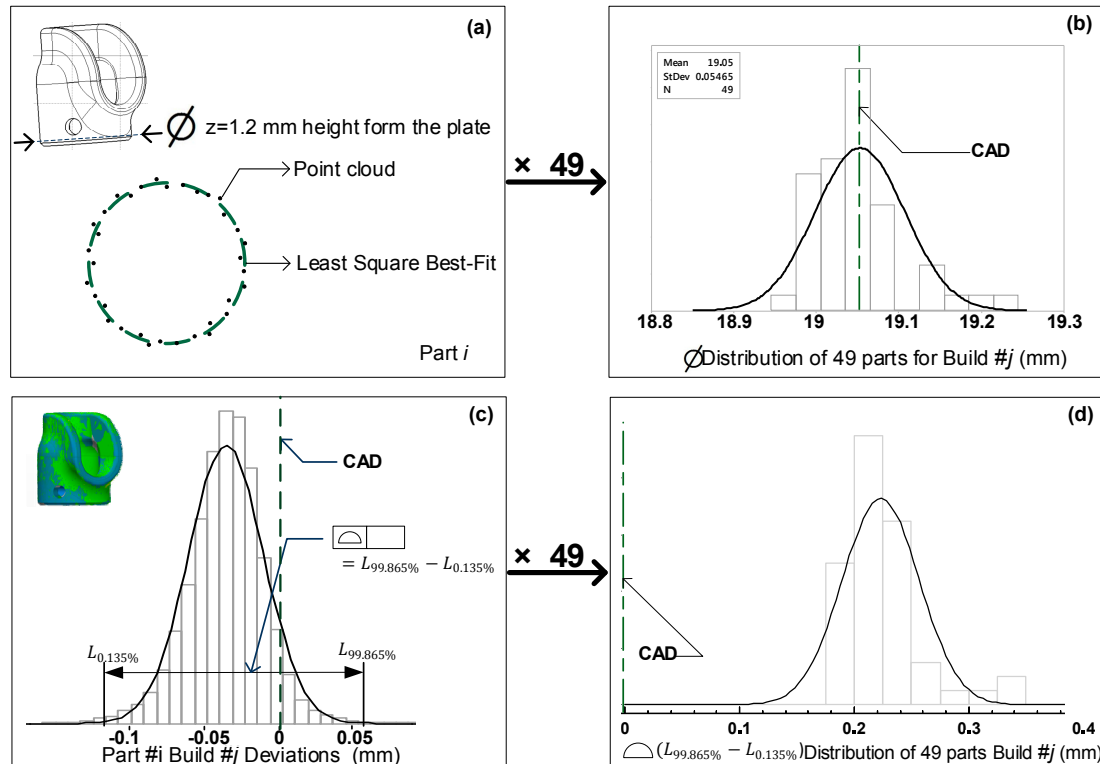 (a)
∅ z=1.2 mm height form the plate
Point cloud
Least Square Best-Fit
Part i
× 49
(b)
Mean 19.05
StDev 0.05465
N 49
CAD
18.8 18.9 19 19.1 19.2 19.3
∅Distribution of 49 parts for Build #j (mm)
(c)
CAD
= L99.865% − L0.135%
L0.135% L99.865%
-0.1 -0.05 0 0.05
Part #i Build #j Deviations (mm)
× 49
(d)
CAD
0 0.2 0.3 0.4
⌓(L99.865% − L0.135%)Distribution of 49 parts Build #j (mm)